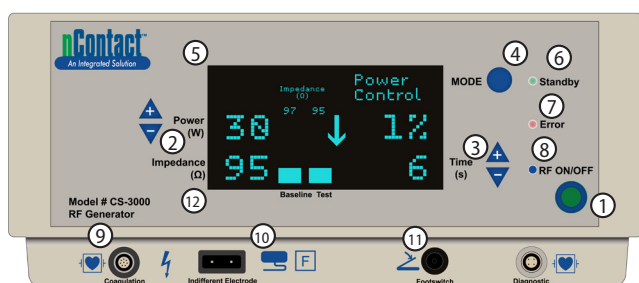 nContact™
An Integrated Solution
5
4
6
MODE
Standby
Power
Control
Impedance
(Ω)
97 95
7
Error
Power
(W)
2
30
1%
3
8
RF ON/OFF
Impedance
(Ω)
95
6
Time
(s)
Baseline Test
1
Model # CS-3000
RF Generator
12
9
10
F
11
Coagulation
Indifferent Electrode
Footswitch
Diagnostic